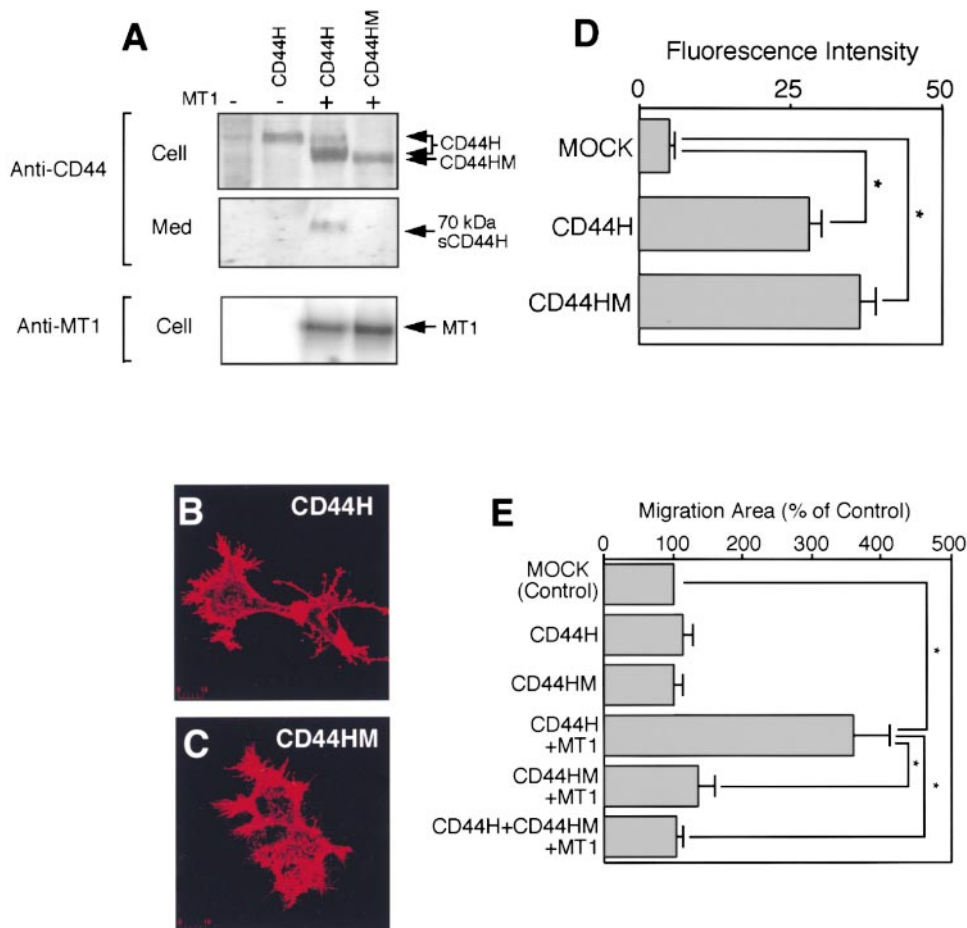 A
CD44H
CD44H
CD44HM
MT1 - - + +
Anti-CD44
Cell
CD44H
CD44HM
Med
70 kDa
sCD44H
Anti-MT1
Cell
MT1
D
Fluorescence Intensity
0 25 50
MOCK
CD44H
CD44HM
*
*
B
CD44H
C
CD44HM
E
Migration Area (% of Control)
0 100 200 300 400 500
MOCK
(Control)
CD44H
CD44HM
CD44H
+MT1
CD44HM
+MT1
CD44H+CD44HM
+MT1
*
*
*